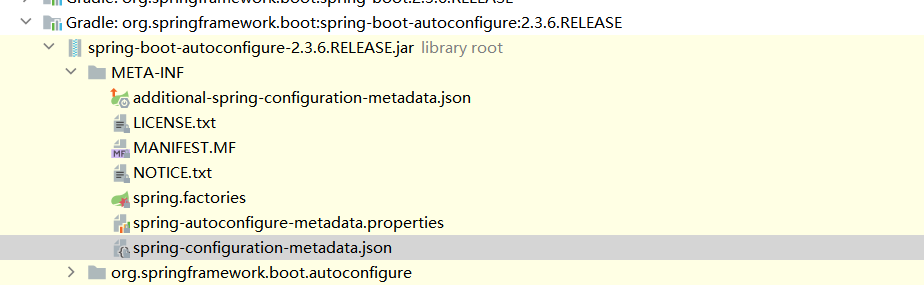 Gradle: org.springframework.boot:spring-boot:2.3.6.RELEASE
Gradle: org.springframework.boot:spring-boot-autoconfigure:2.3.6.RELEASE
spring-boot-autoconfigure-2.3.6.RELEASE.jar library root
META-INF
additional-spring-configuration-metadata.json
LICENSE.txt
MF MANIFEST.MF
NOTICE.txt
spring.factories
spring-autoconfigure-metadata.properties
spring-configuration-metadata.json
org.springframework.boot.autoconfigure